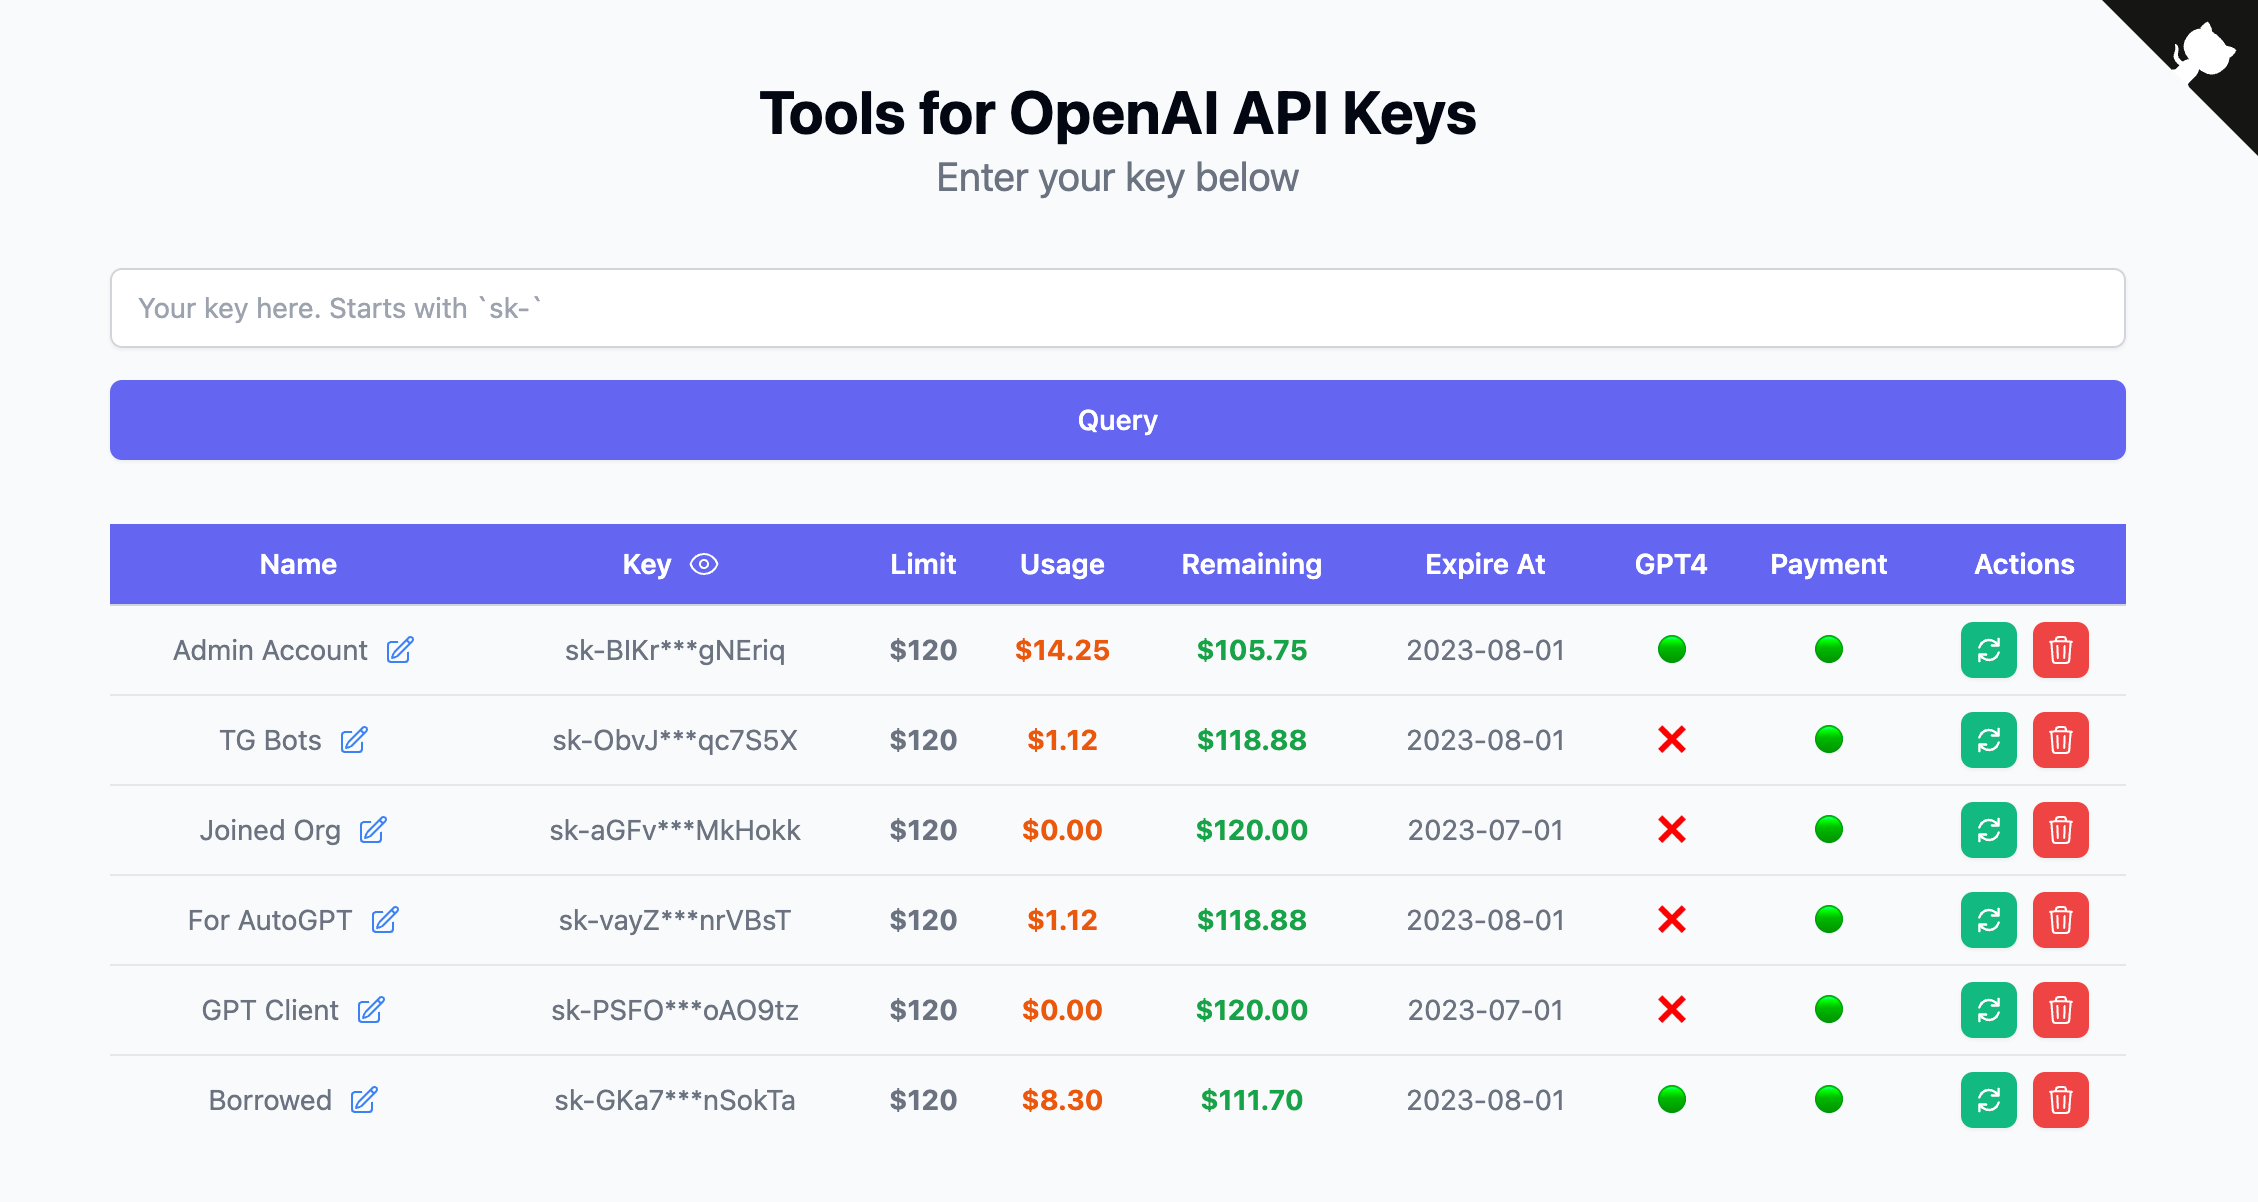 Tools for OpenAI API Keys
Enter your key below
Your key here. Starts with `sk-`
Query
Name Key Limit Usage Remaining Expire At GPT4 Payment Actions
Admin Account sk-BIKr***gNEriq $120 $14.25 $105.75 2023-08-01
TG Bots sk-ObvJ***qc7S5X $120 $1.12 $118.88 2023-08-01
Joined Org sk-aGFv***MkHokk $120 $0.00 $120.00 2023-07-01
For AutoGPT sk-vayZ***nrVBsT $120 $1.12 $118.88 2023-08-01
GPT Client sk-PSFO***oAO9tz $120 $0.00 $120.00 2023-07-01
Borrowed sk-GKa7***nSokTa $120 $8.30 $111.70 2023-08-01